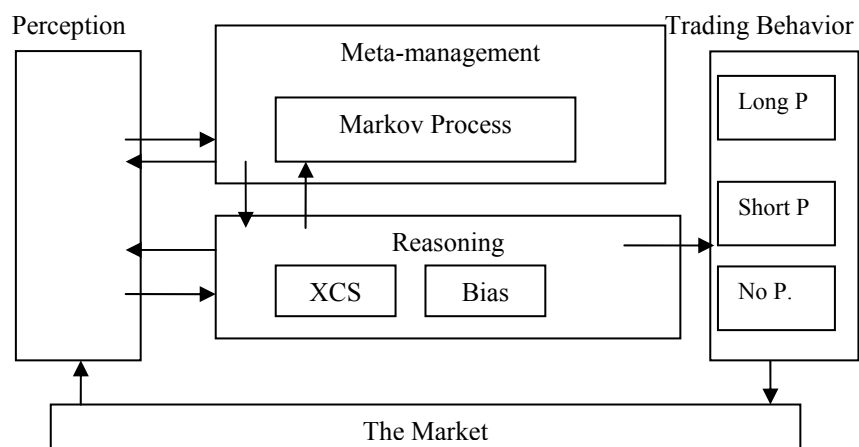 Perception
Trading Behavior
Meta-management
Markov Process
Long P
Short P
No P.
Reasoning
XCS
Bias
The Market